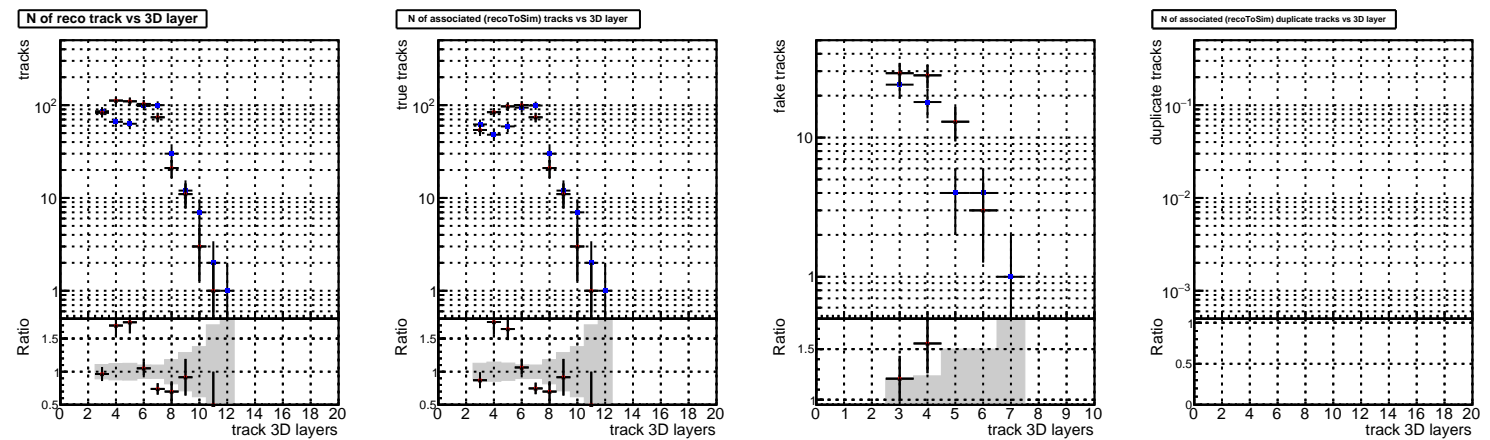 N of reco track vs 3D layer
tracks
10²
10
1
Ratio
1.5
1
0.5
0 2 4 6 8 10 12 14 16 18 20
track 3D layers
N of associated (recoToSim) tracks vs 3D layer
true tracks
10²
10
1
Ratio
1.5
1
0.5
0 2 4 6 8 10 12 14 16 18 20
track 3D layers
fake tracks
10
1
Ratio
1.5
1
0 1 2 3 4 5 6 7 8 9 10
track 3D layers
N of associated (recoToSim) duplicate tracks vs 3D layer
duplicate tracks
10⁻¹
10⁻²
10⁻³
Ratio
1
0.5
0
0 2 4 6 8 10 12 14 16 18 20
track 3D layers